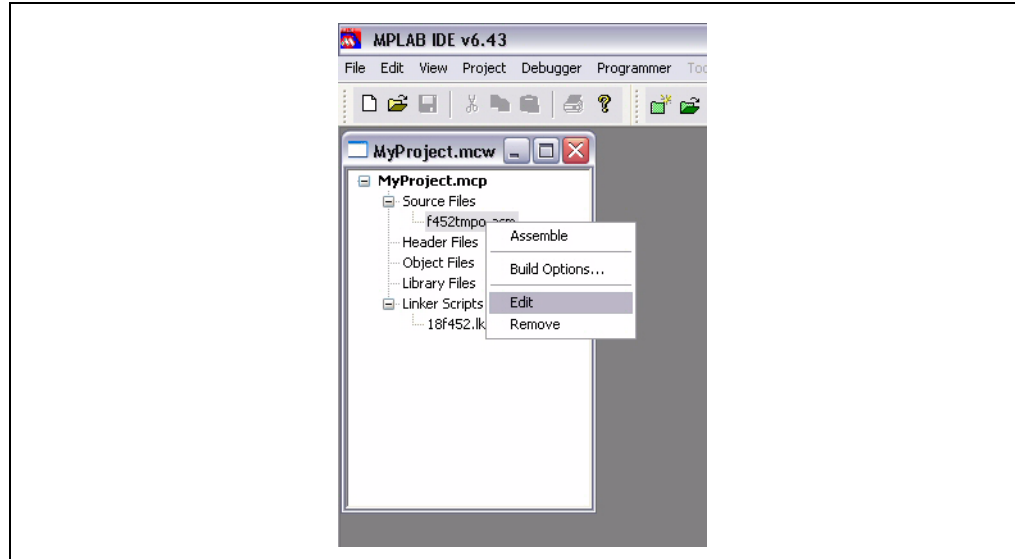 MPLAB IDE v6.43
File Edit View Project Debugger Programmer
MyProject.mcw
MyProject.mcp
Source Files
Assemble
Header Files
Object Files
Build Options...
Library Files
Edit
Linker Scripts
Remove